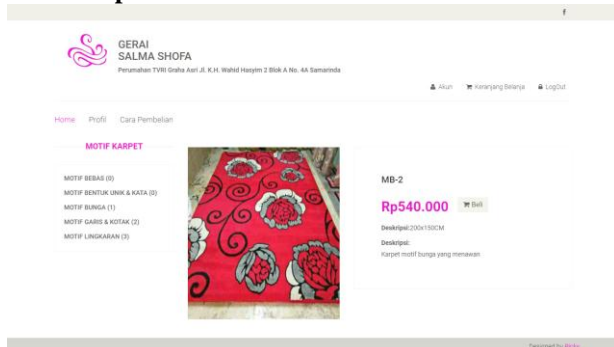 GERAI
SALMA SHOFA
Perumahan TVRI Graha Asri Jl. K.H. Wahid Hasyim 2 Blok A No. 4A Samarinda
Akun Keranjang Belanja LogOut
Home Profil Cara Pembelian
MOTIF KARPET
MOTIF BEBAS (0)
MOTIF BENTUK UNIK & KATA (0)
MOTIF BUNGA (1)
MOTIF GARIS & KOTAK (2)
MOTIF LINGKARAN (3)
MB-2
Rp540.000 Beli
Deskripsi:200x150CM
Deskripsi:
Karpet motif bunga yang menawan